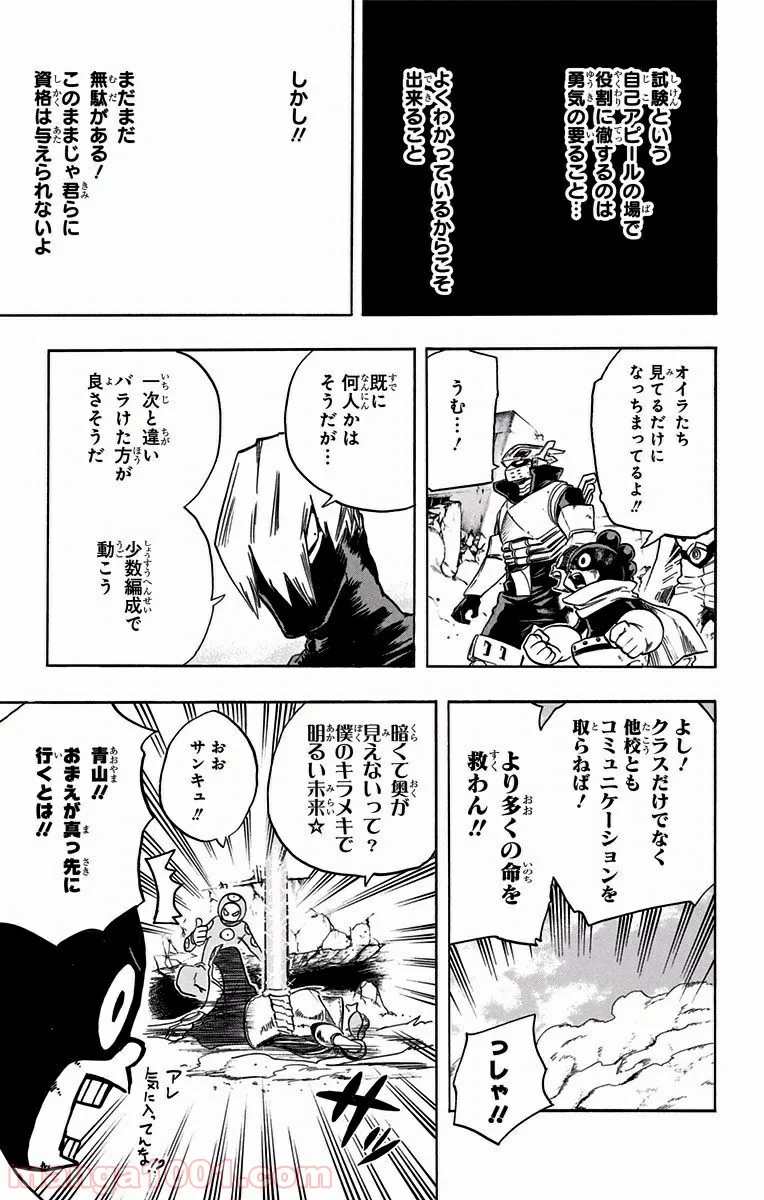 試験という
自己アピールの場で
役割に徹するのは
勇気の要ること…
よくわかっているからこそ
出来ること
しかし!!
まだまだ
無駄がある!
このままじゃ君らに
資格は与えられないよ
オイラたち
見てるだけに
なっちまってるよ!!
うむ…!
既に
何人かは
そうだが…
一次と違い
バラけた方が
良さそうだ
少数編成で
動こう
よし!
クラスだけでなく
他校とも
コミュニケーションを
取らねば!
より多くの命を
救わん!!
っしゃ!!
暗くて奥が
見えないって?
僕のキラメキで
明るい未来☆
おお
サンキュ!!
青山!!
おまえが真っ先に
行くとは!!
アレ
気に入ってんな!?
manga1001.com